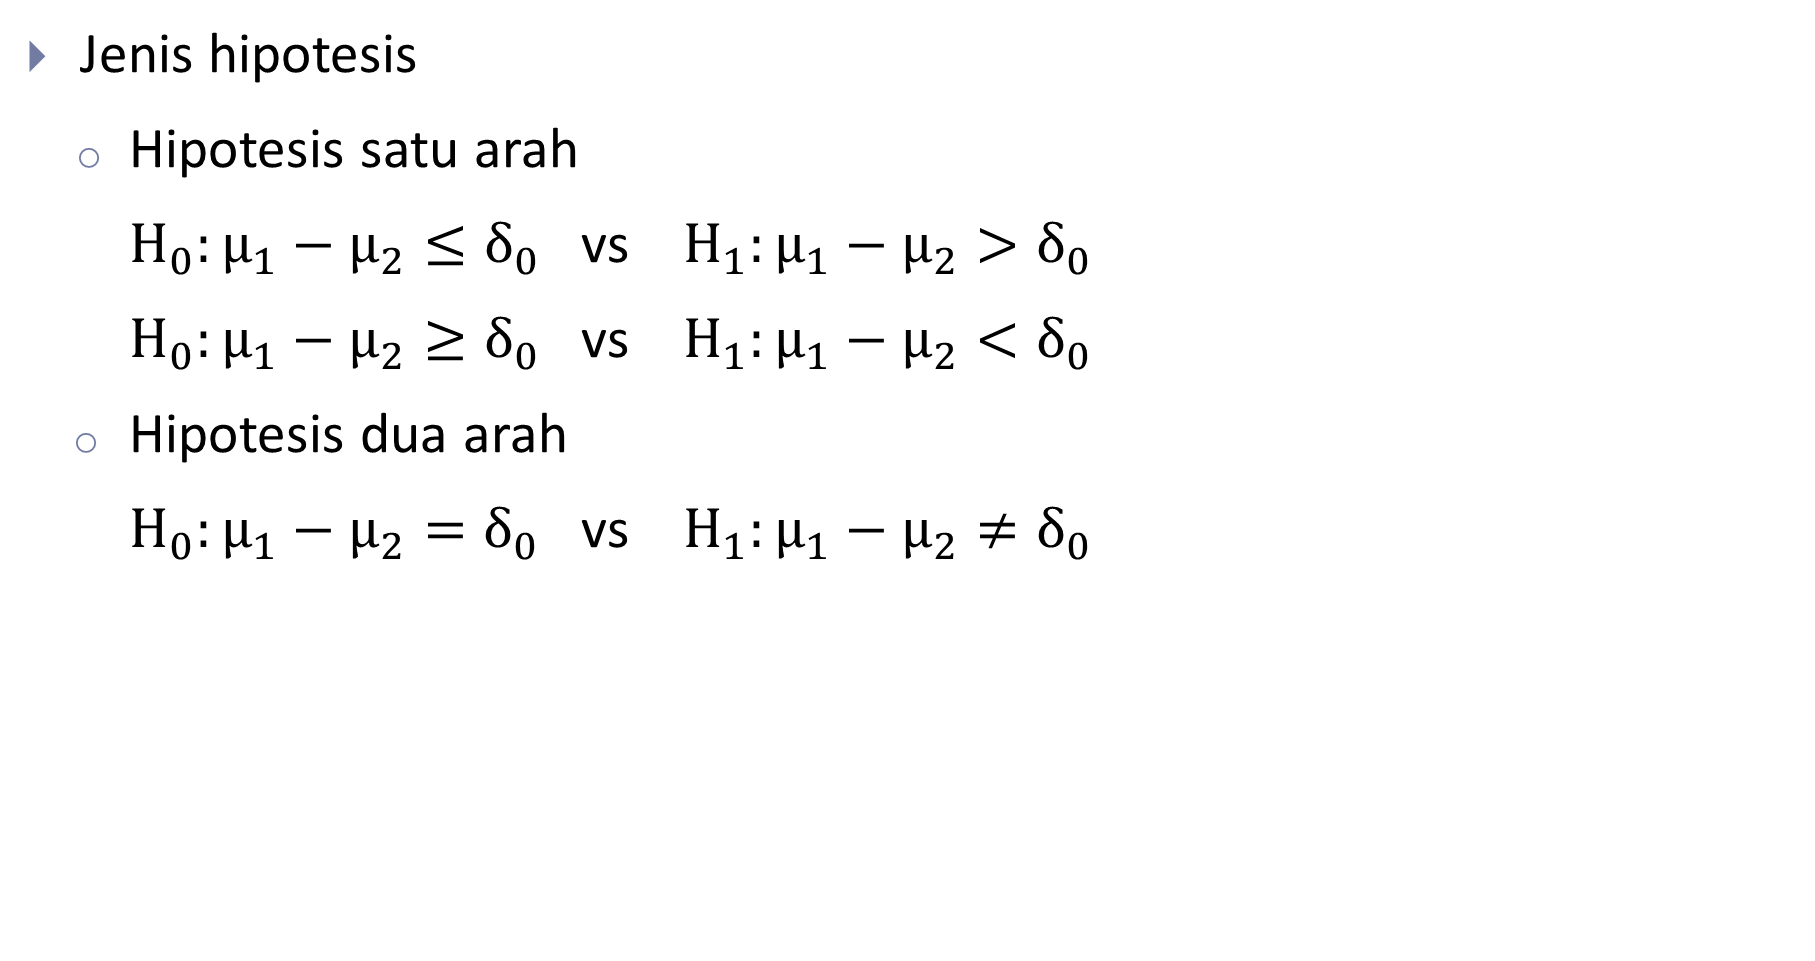 Jenis hipotesis
Hipotesis satu arah
H₀: μ₁ − μ₂ ≤ δ₀ vs H₁: μ₁ − μ₂ > δ₀
H₀: μ₁ − μ₂ ≥ δ₀ vs H₁: μ₁ − μ₂ < δ₀
Hipotesis dua arah
H₀: μ₁ − μ₂ = δ₀ vs H₁: μ₁ − μ₂ ≠ δ₀